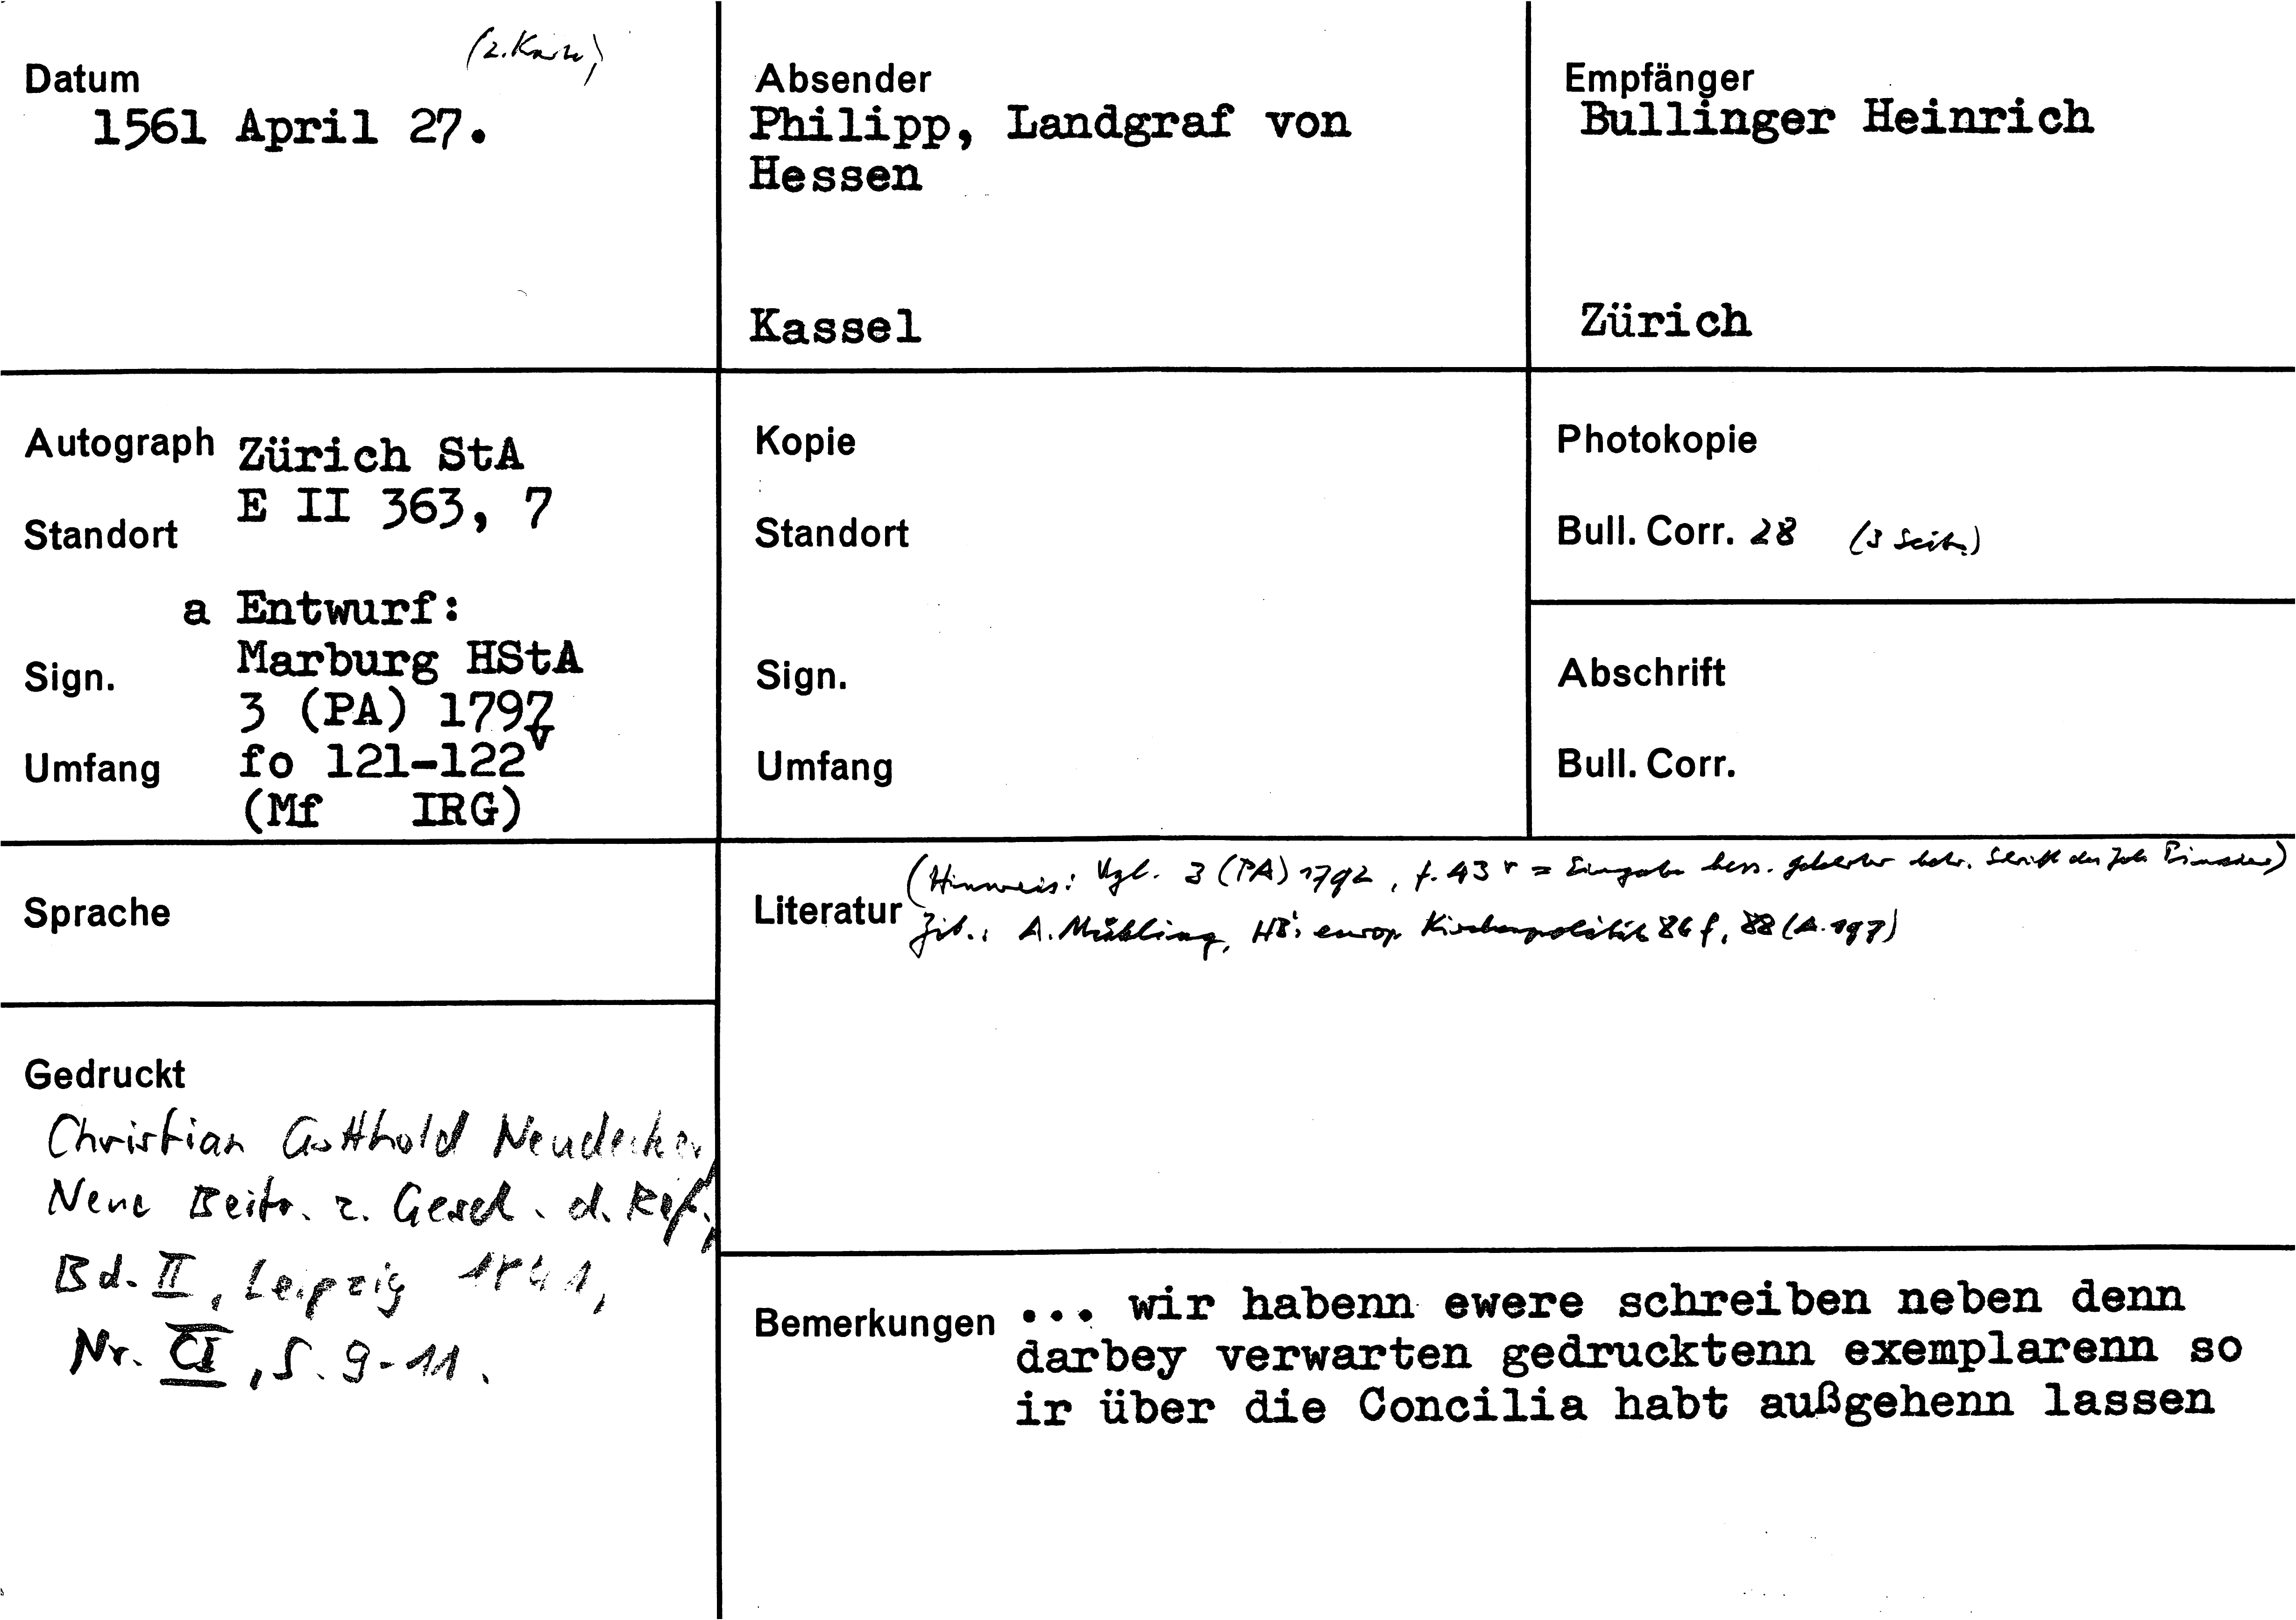 (2. Karte)
Datum
1561 April 27.
Absender
Philipp, Landgraf von
Hessen
Kassel
Empfänger
Bullinger Heinrich
Zürich
Autograph Zürich StA
E II 363, 7
Standort
a Entwurf:
Marburg HStA
Sign.
3 (PA) 1797
Umfang fo 121-122v
(Mf IRG)
Kopie
Standort
Sign.
Umfang
Photokopie
Bull. Corr. 28 (3 Seiten)
Abschrift
Bull. Corr.
Sprache
Gedruckt
Christian Gotthold Neudecker,
Neue Beitr. z. Gesch. d. Ref.,
Bd. II, Leipzig 1841,
Nr. CI, S. 9-11.
(Hinweis: Vgl. 3 (PA) 1792, f. 43 r = Eingabe hess. gelehrter betr. Schrift des Joh
Literatur Zit.: A. Mühling, HB's europ. Kirchenpolitik 86 f, 88 (A. 197)
Bemerkungen ... wir habenn ewere schreiben neben denn
darbey verwarten gedrucktenn exemplarenn so
ir über die Concilia habt außgehenn lassen